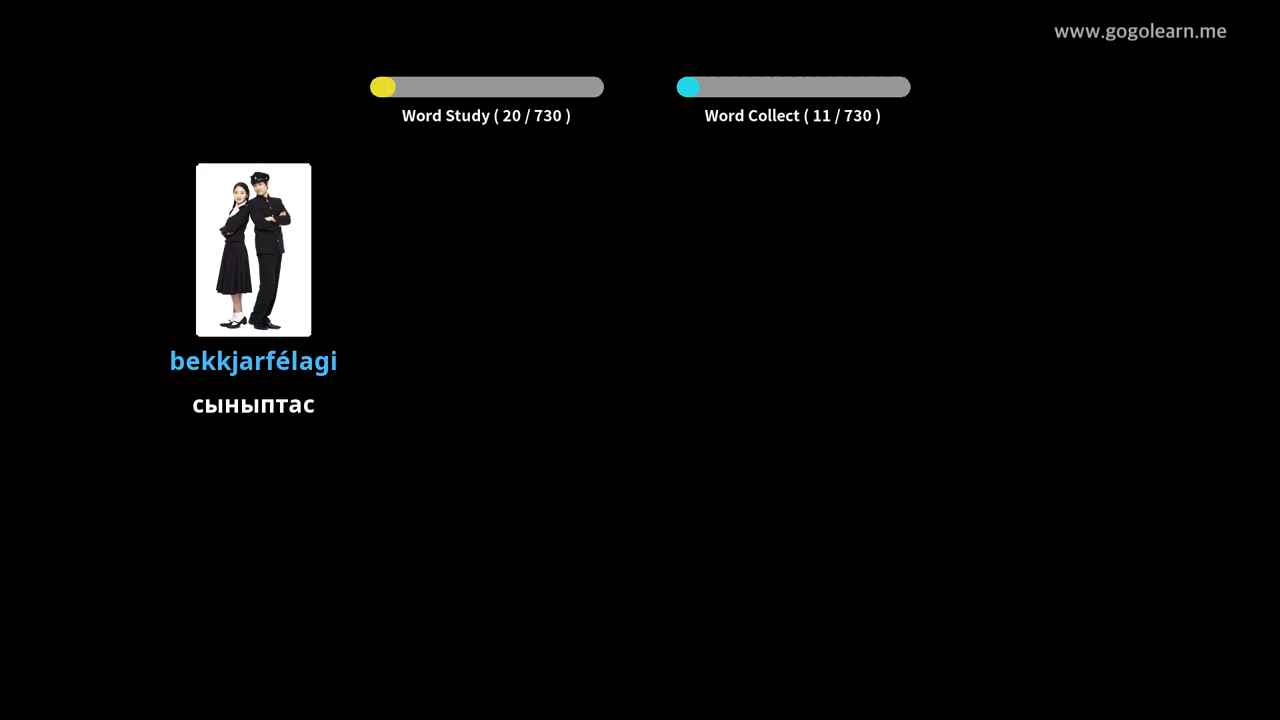 www.gogolearn.me
Word Study ( 20 / 730 )
Word Collect ( 11 / 730 )
bekkjarfélagi
сыныптас